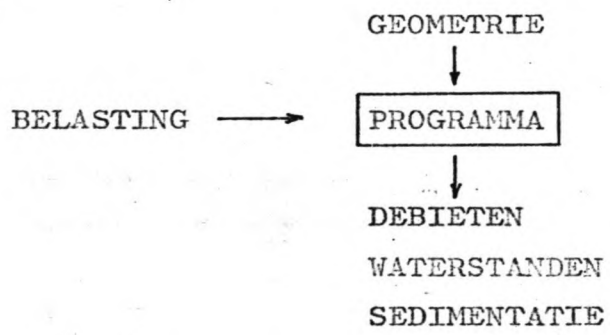 GEOMETRIE
BELASTING
PROGRAMMA
DEBIETEN
WATERSTANDEN
SEDIMENTATIE